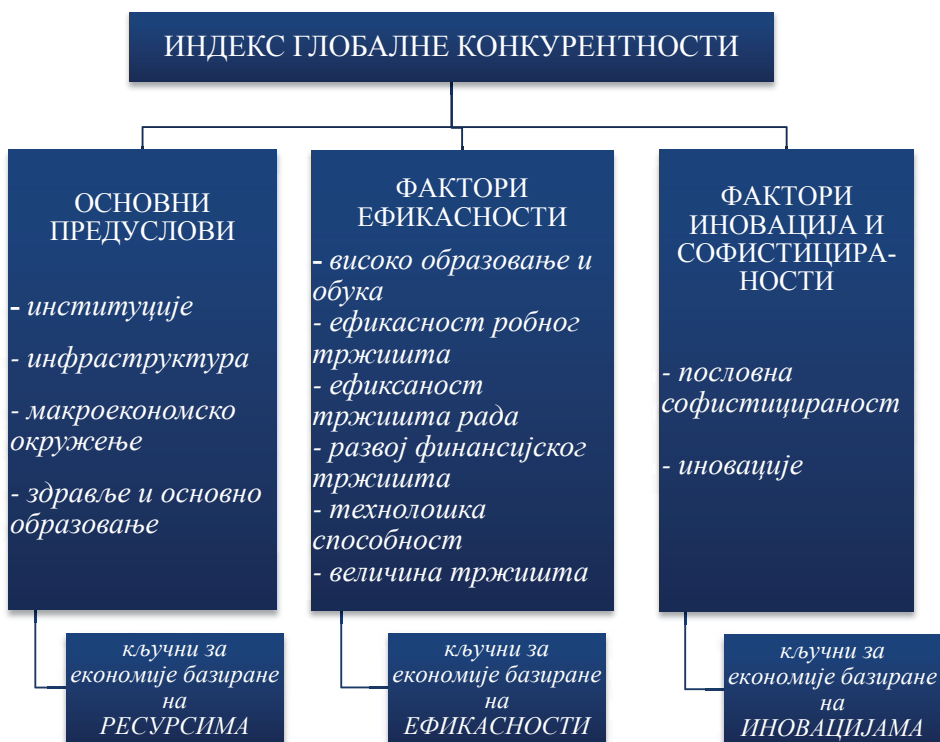 ИНДЕКС ГЛОБАЛНЕ КОНКУРЕНТНОСТИ
ОСНОВНИ
ПРЕДУСЛОВИ
- институције
- инфраструктура
- макроекономско
окружење
- здравље и основно
образовање
кључни за
економије базиране
на
РЕСУРСИМА
ФАКТОРИ
ЕФИКАСНОСТИ
- високо образовање и
обука
- ефикасност робног
тржишта
- ефиксаност
тржишта рада
- развој финансијског
тржишта
- технолошка
способност
- величина тржишта
кључни за
економије базиране
на
ЕФИКАСНОСТИ
ФАКТОРИ
ИНОВАЦИЈА И
СОФИСТИЦИРА-
НОСТИ
- пословна
софистицираност
- иновације
кључни за
економије базиране
на
ИНОВАЦИЈАМА